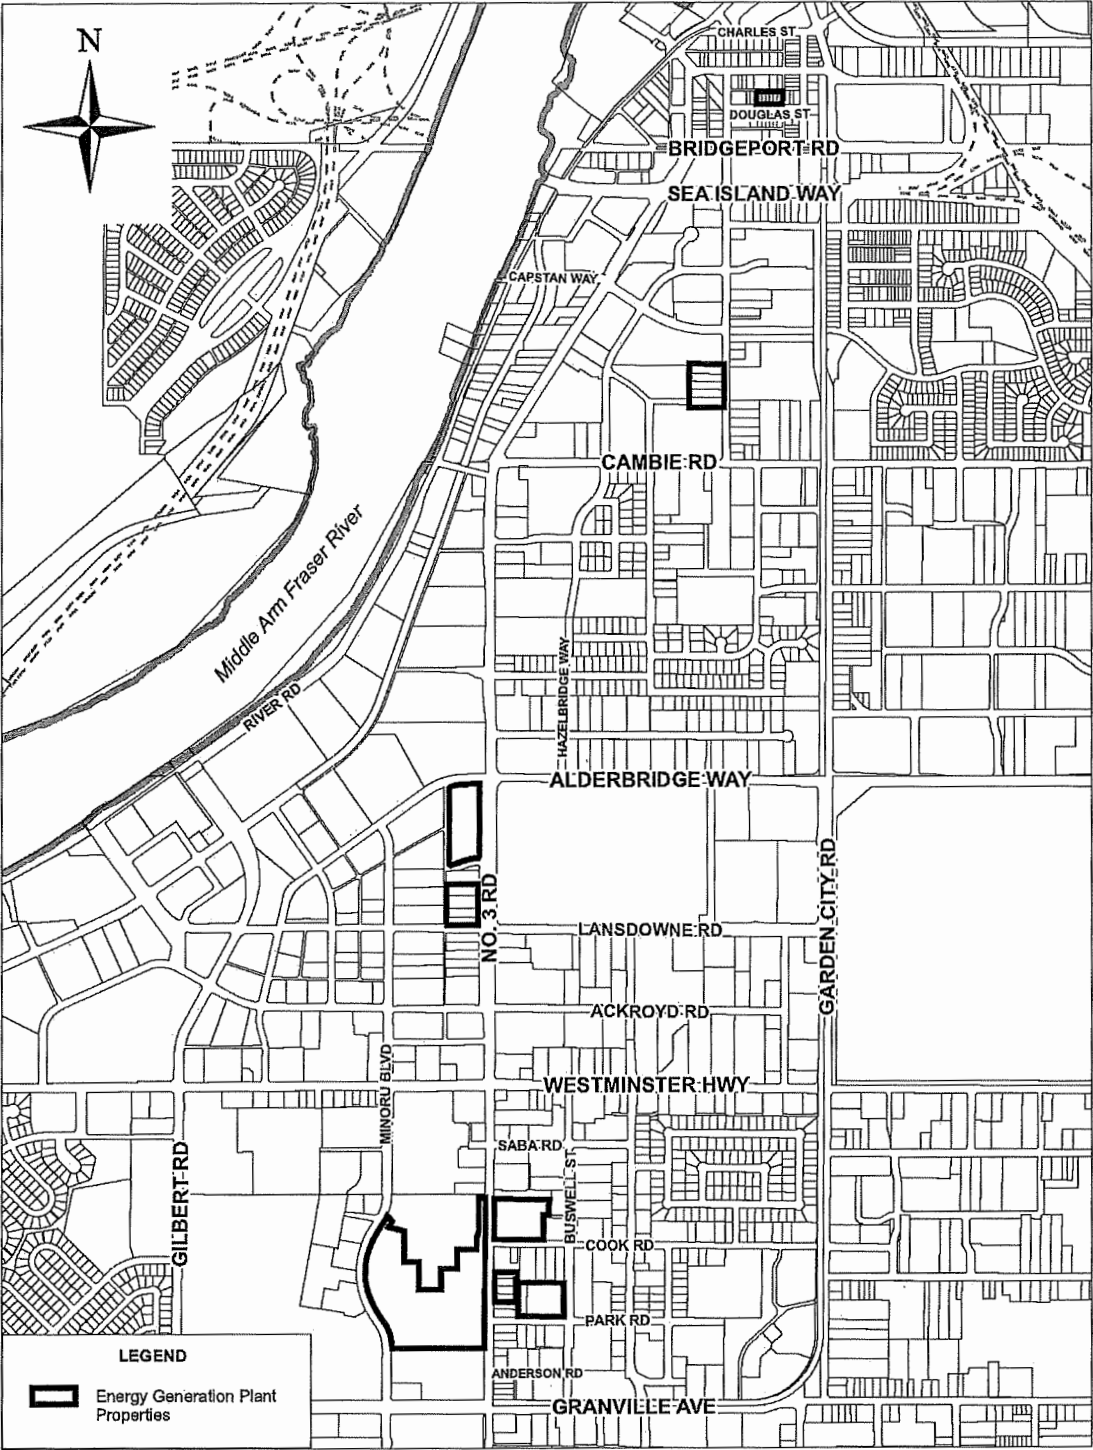 N
CHARLES ST
DOUGLAS ST
BRIDGEPORT RD
SEA ISLAND WAY
CAPSTAN WAY
CAMBIE RD
Middle Arm Fraser River
RIVER RD
HAZELBRIDGE WAY
ALDERBRIDGE WAY
NO. 3 RD
GARDEN CITY RD
LANSDOWNE RD
ACKROYD RD
MINORU BLVD
WESTMINSTER HWY
GILBERT RD
SABA RD
BUSWELL ST
COOK RD
PARK RD
ANDERSON RD
GRANVILLE AVE
LEGEND
Energy Generation Plant
Properties